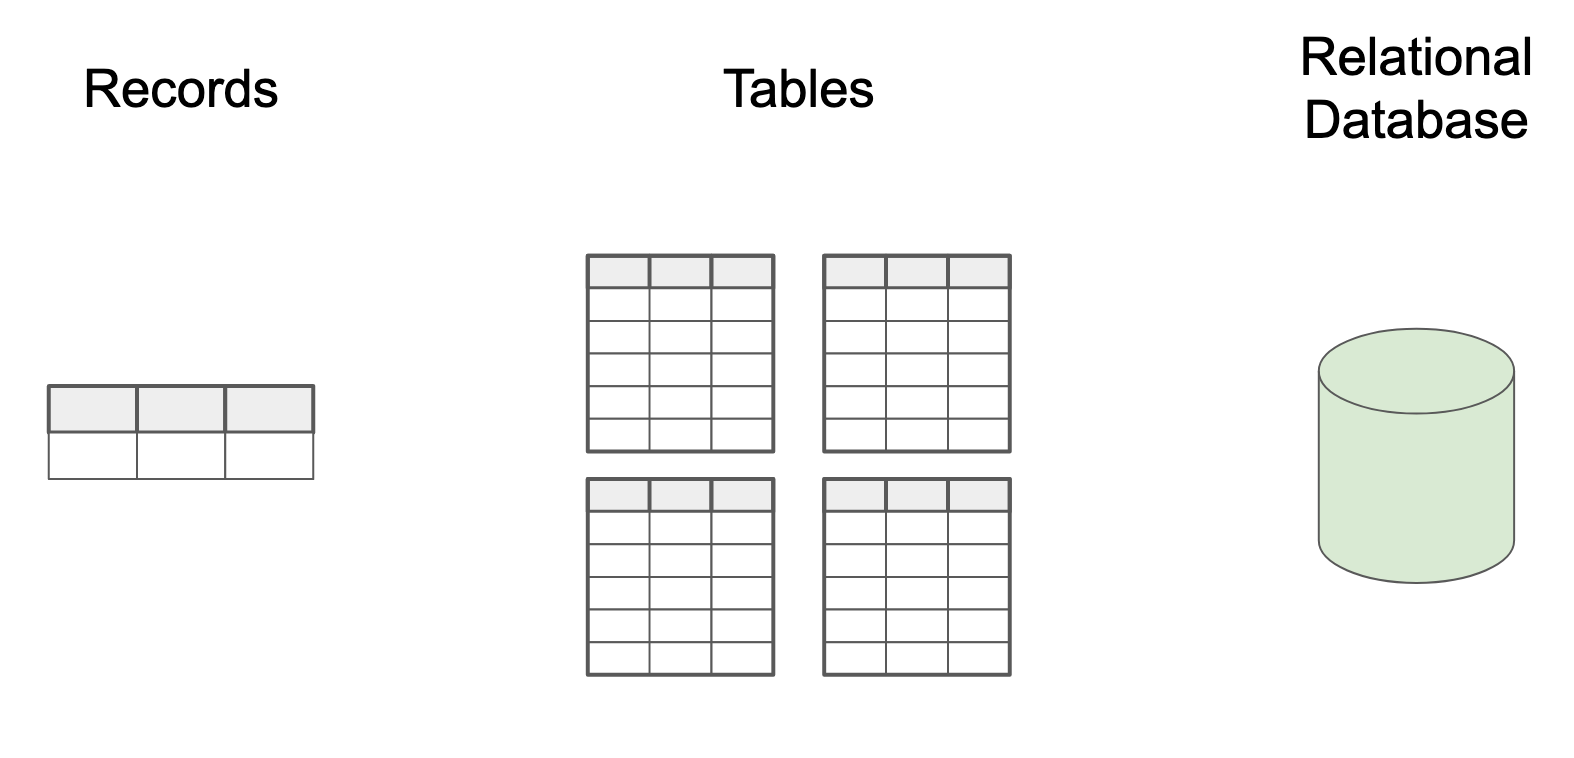 Records
Tables
Relational
Database